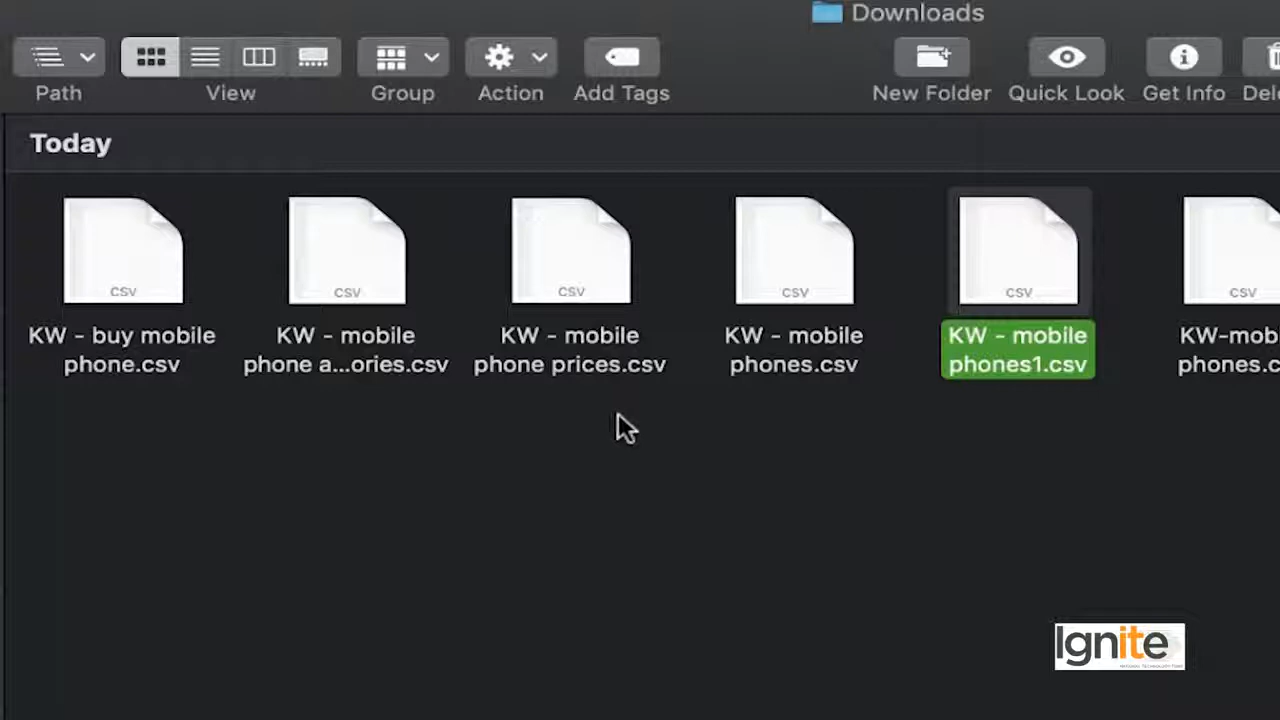 Downloads
Path
View
Group
Action
Add Tags
New Folder
Quick Look
Get Info
Today
CSV
CSV
CSV
CSV
CSV
CSV
KW - buy mobile
phone.csv
KW - mobile
phone a...ories.csv
KW - mobile
phone prices.csv
KW - mobile
phones.csv
KW - mobile
phones1.csv
Ignite